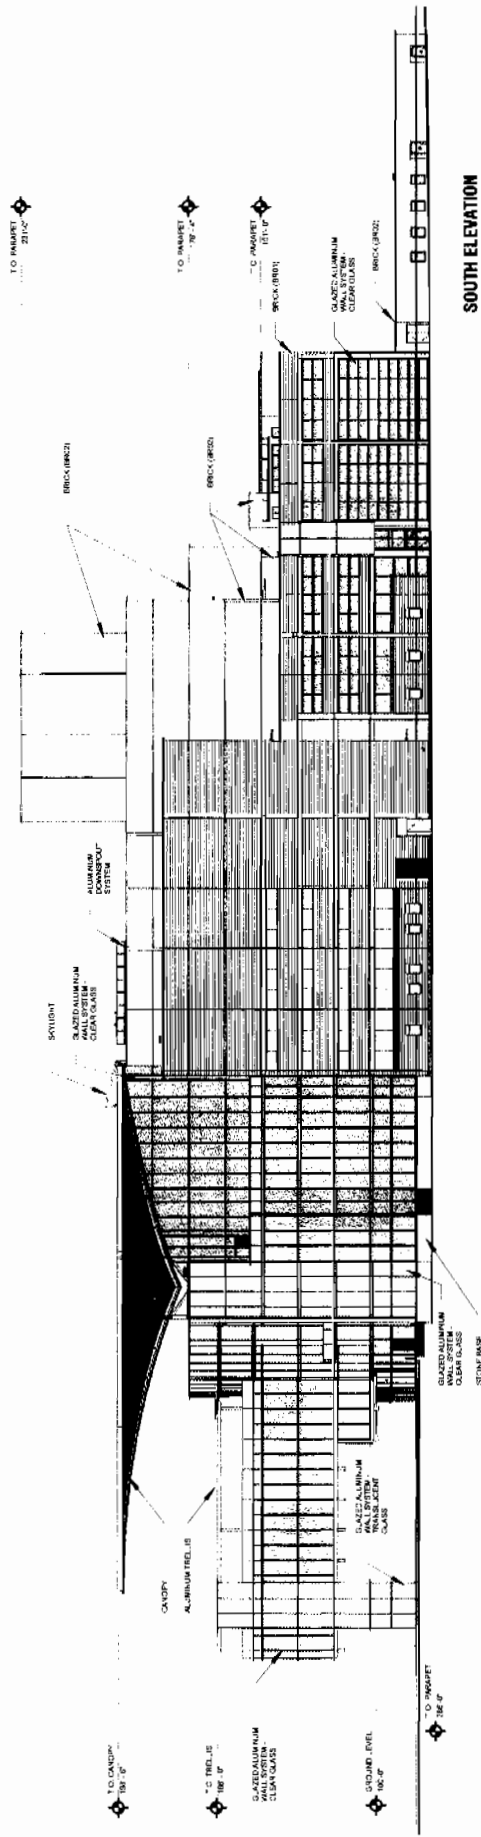 T.O. PARAPET
T.O. PARAPET
T.O. PARAPET
151'-0"
BRICK (BR02)
BRICK (BR02)
BRICK (BR01)
GLAZED ALUMINUM
WALL SYSTEM -
CLEAR GLASS
BRICK (BR02)
SOUTH ELEVATION
ALUMINUM
DOWNSPOUT
SYSTEM
SKYLIGHT
GLAZED ALUMINUM
WALL SYSTEM -
CLEAR GLASS
CANOPY
ALUMINUM TRELLIS
GLAZED ALUMINUM
WALL SYSTEM -
TRANSLUCENT
GLASS
GLAZED ALUMINUM
WALL SYSTEM -
CLEAR GLASS
STONE BASE
T.O. CANOPY
T.O. TRELLIS
GLAZED ALUMINUM
WALL SYSTEM -
CLEAR GLASS
GROUND LEVEL
100'-0"
T.O. PARAPET